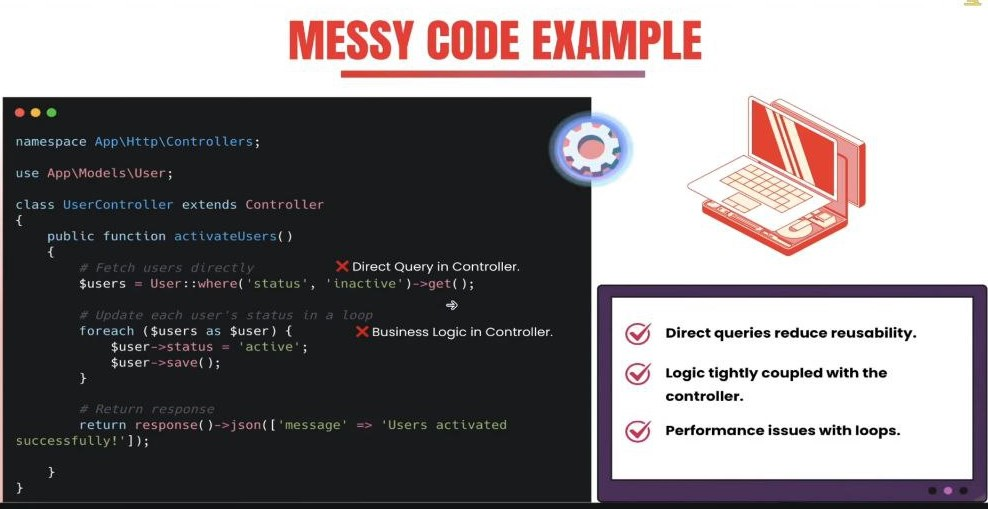 MESSY CODE EXAMPLE
namespace App\Http\Controllers;
use App\Models\User;
class UserController extends Controller
{
public function activateUsers()
{
# Fetch users directly
❌ Direct Query in Controller.
$users = User::where('status', 'inactive')->get();
# Update each user's status in a loop
foreach ($users as $user) {
❌ Business Logic in Controller.
$user->status = 'active';
$user->save();
}
# Return response
return response()->json(['message' => 'Users activated
successfully!']);
}
}
Direct queries reduce reusability.
Logic tightly coupled with the
controller.
Performance issues with loops.